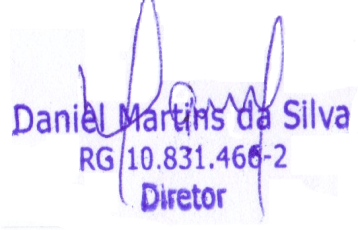 Daniel Martins da Silva
RG 10.831.466-2
Diretor